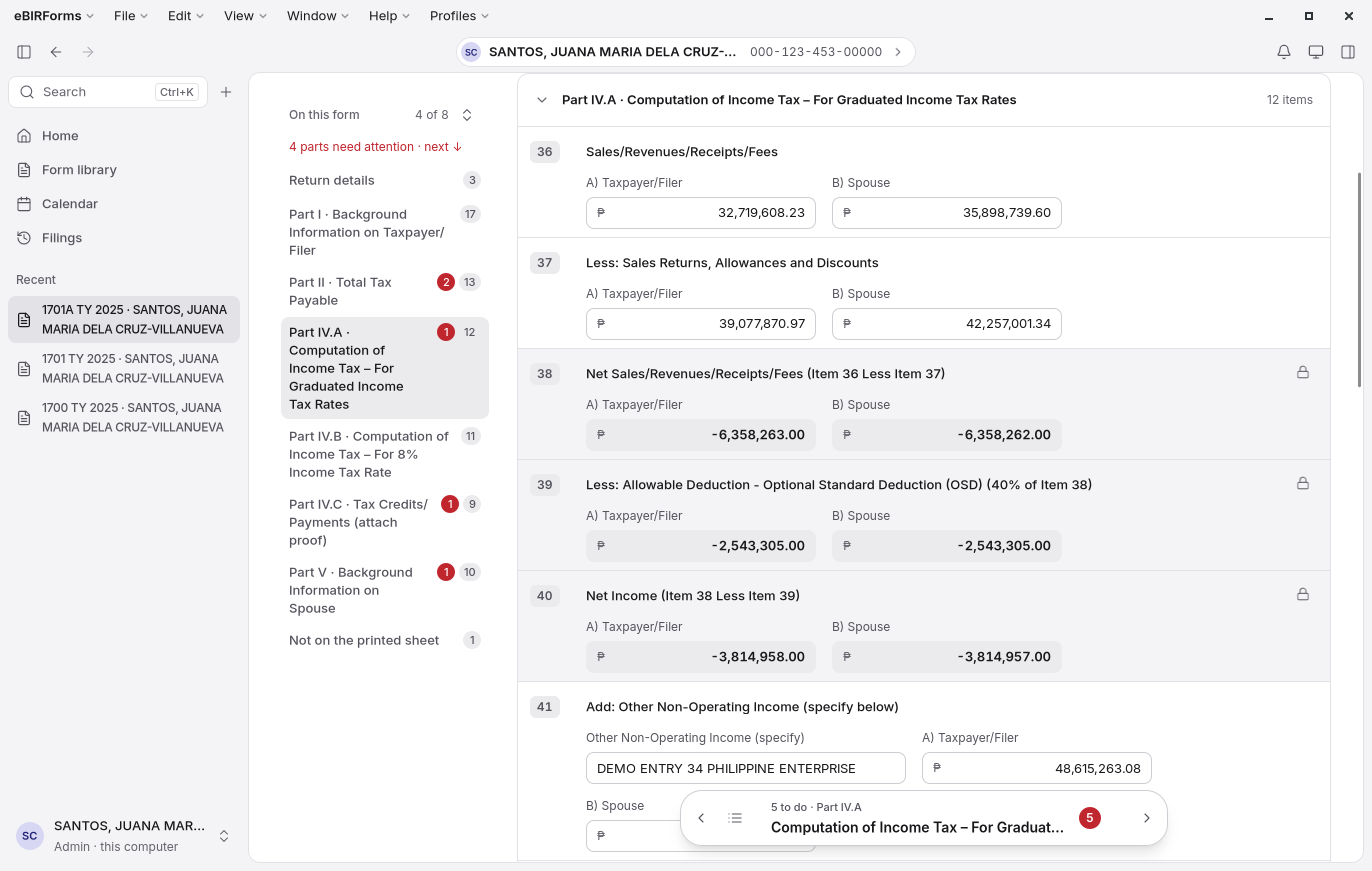 eBIRForms File Edit View Window Help Profiles
SC SANTOS, JUANA MARIA DELA CRUZ-... 000-123-453-00000
Search Ctrl+K
Home
Form library
Calendar
Filings
Recent
1701A TY 2025 · SANTOS, JUANA
MARIA DELA CRUZ-VILLANUEVA
1701 TY 2025 · SANTOS, JUANA
MARIA DELA CRUZ-VILLANUEVA
1700 TY 2025 · SANTOS, JUANA
MARIA DELA CRUZ-VILLANUEVA
SC SANTOS, JUANA MAR...
Admin · this computer
On this form 4 of 8
4 parts need attention · next ↓
Return details 3
Part I · Background 17
Information on Taxpayer/
Filer
Part II · Total Tax 2 13
Payable
Part IV.A · 1 12
Computation of
Income Tax – For
Graduated Income
Tax Rates
Part IV.B · Computation of 11
Income Tax – For 8%
Income Tax Rate
Part IV.C · Tax Credits/ 1 9
Payments (attach
proof)
Part V · Background 1 10
Information on
Spouse
Not on the printed sheet 1
Part IV.A · Computation of Income Tax – For Graduated Income Tax Rates 12 items
36 Sales/Revenues/Receipts/Fees
A) Taxpayer/Filer B) Spouse
₱ 32,719,608.23 ₱ 35,898,739.60
37 Less: Sales Returns, Allowances and Discounts
A) Taxpayer/Filer B) Spouse
₱ 39,077,870.97 ₱ 42,257,001.34
38 Net Sales/Revenues/Receipts/Fees (Item 36 Less Item 37)
A) Taxpayer/Filer B) Spouse
₱ -6,358,263.00 ₱ -6,358,262.00
39 Less: Allowable Deduction - Optional Standard Deduction (OSD) (40% of Item 38)
A) Taxpayer/Filer B) Spouse
₱ -2,543,305.00 ₱ -2,543,305.00
40 Net Income (Item 38 Less Item 39)
A) Taxpayer/Filer B) Spouse
₱ -3,814,958.00 ₱ -3,814,957.00
41 Add: Other Non-Operating Income (specify below)
Other Non-Operating Income (specify) A) Taxpayer/Filer
DEMO ENTRY 34 PHILIPPINE ENTERPRISE ₱ 48,615,263.08
B) Spouse
₱
5 to do · Part IV.A
Computation of Income Tax – For Graduat... 5